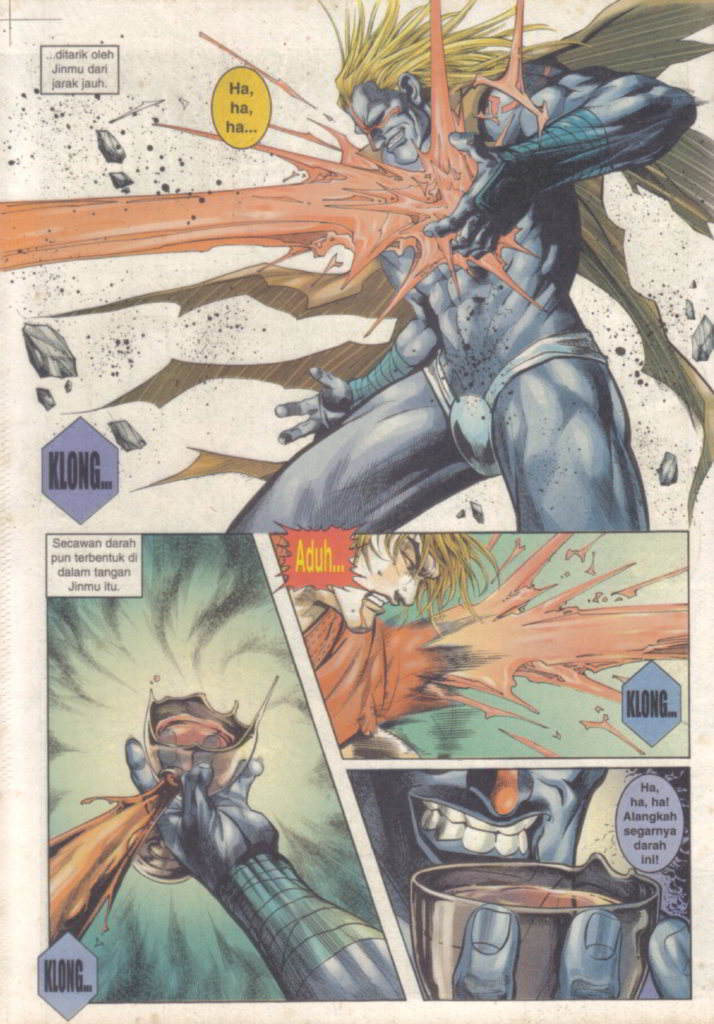 ...ditarik oleh
Jinmu dari
jarak jauh.
Ha,
ha,
ha...
KLONG...
Secawan darah
pun terbentuk di
dalam tangan
Jinmu itu.
Aduh...
KLONG...
Ha,
ha, ha!
Alangkah
segarnya
darah
ini!
KLONG...